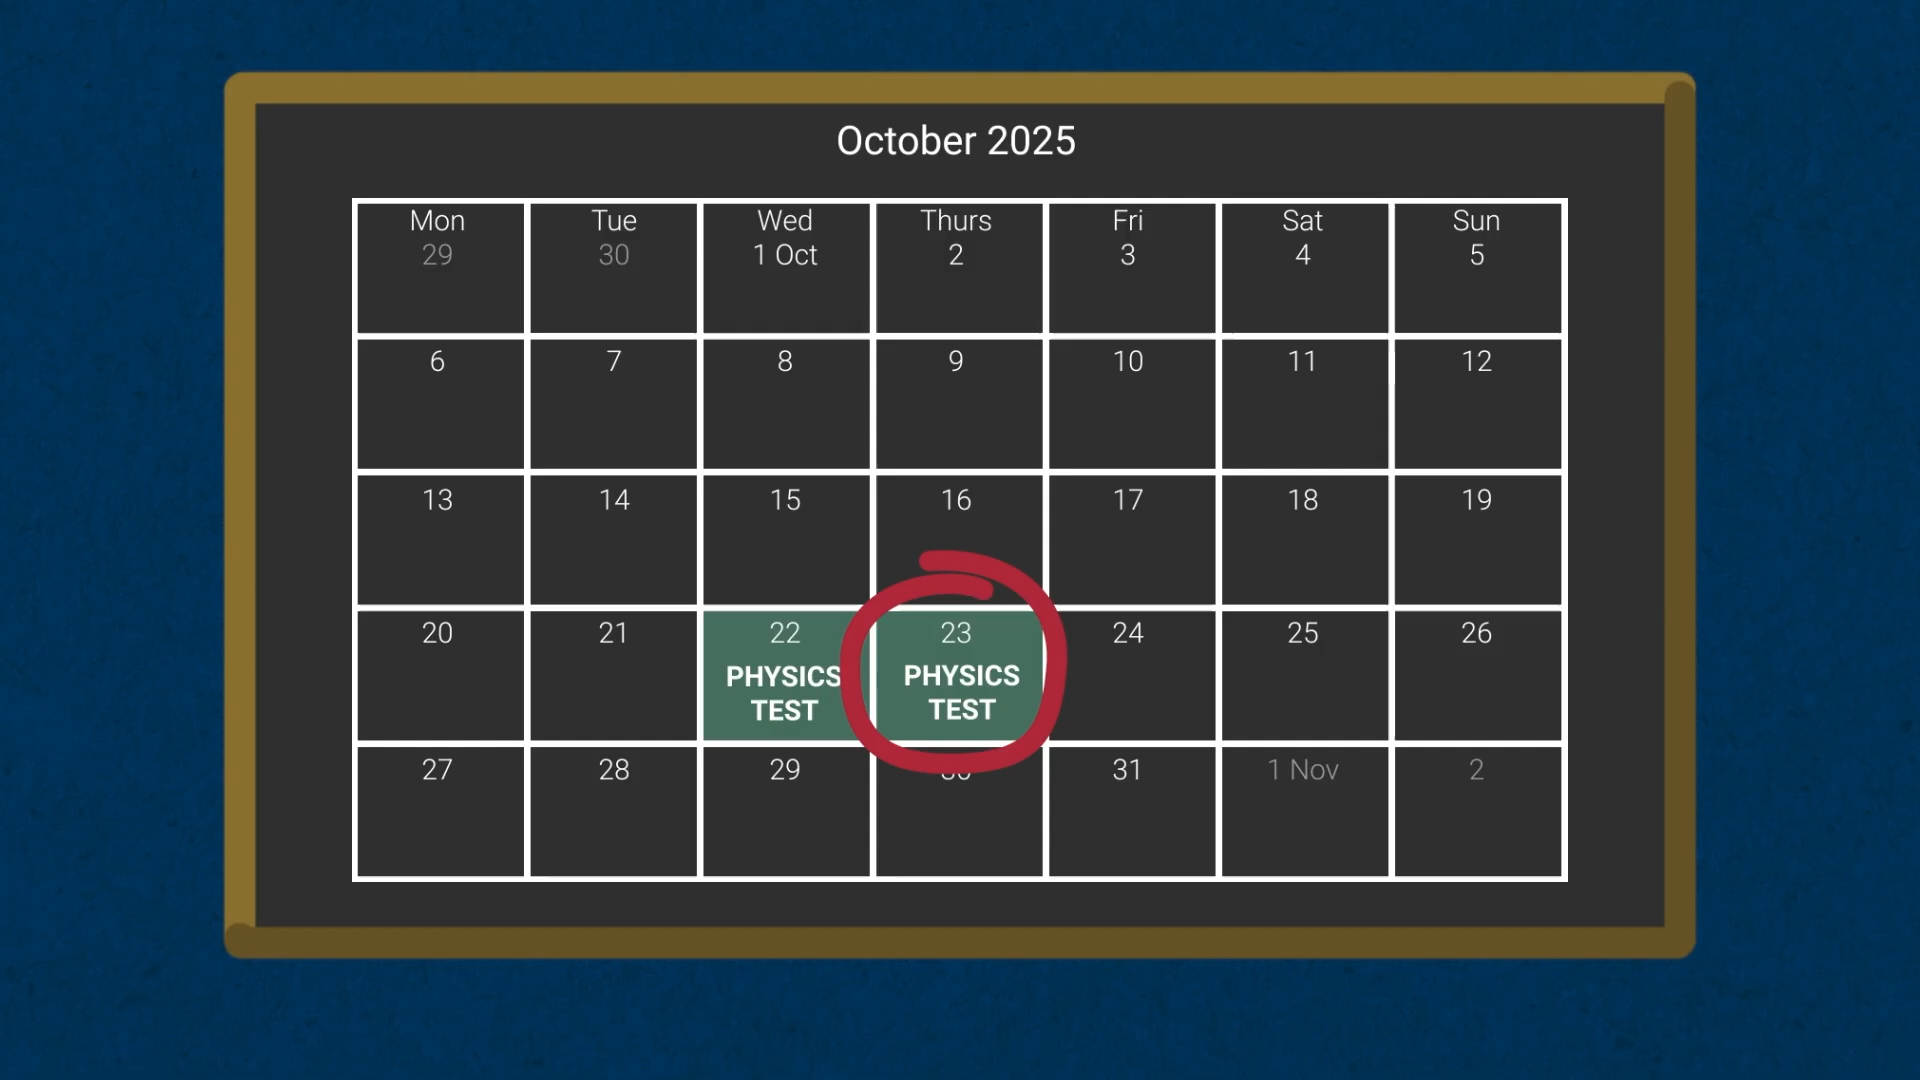 October 2025
Mon Tue Wed Thurs Fri Sat Sun
29 30 1 Oct 2 3 4 5
6 7 8 9 10 11 12
13 14 15 16 17 18 19
20 21 22 23 24 25 26
PHYSICS PHYSICS
TEST TEST
27 28 29 30 31 1 Nov 2